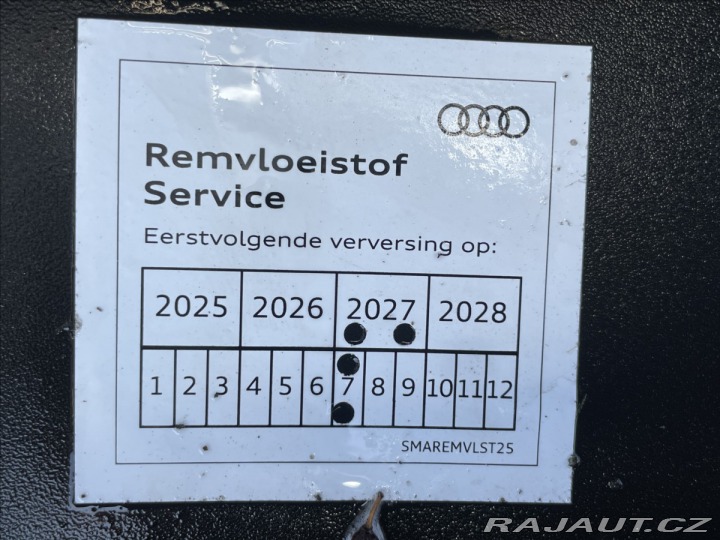 Remvloeistof
Service
Eerstvolgende verversing op:
2025 2026 2027 2028
1 2 3 4 5 6 7 8 9 10 11 12
SMAREMVLST25
RAJAUT.CZ